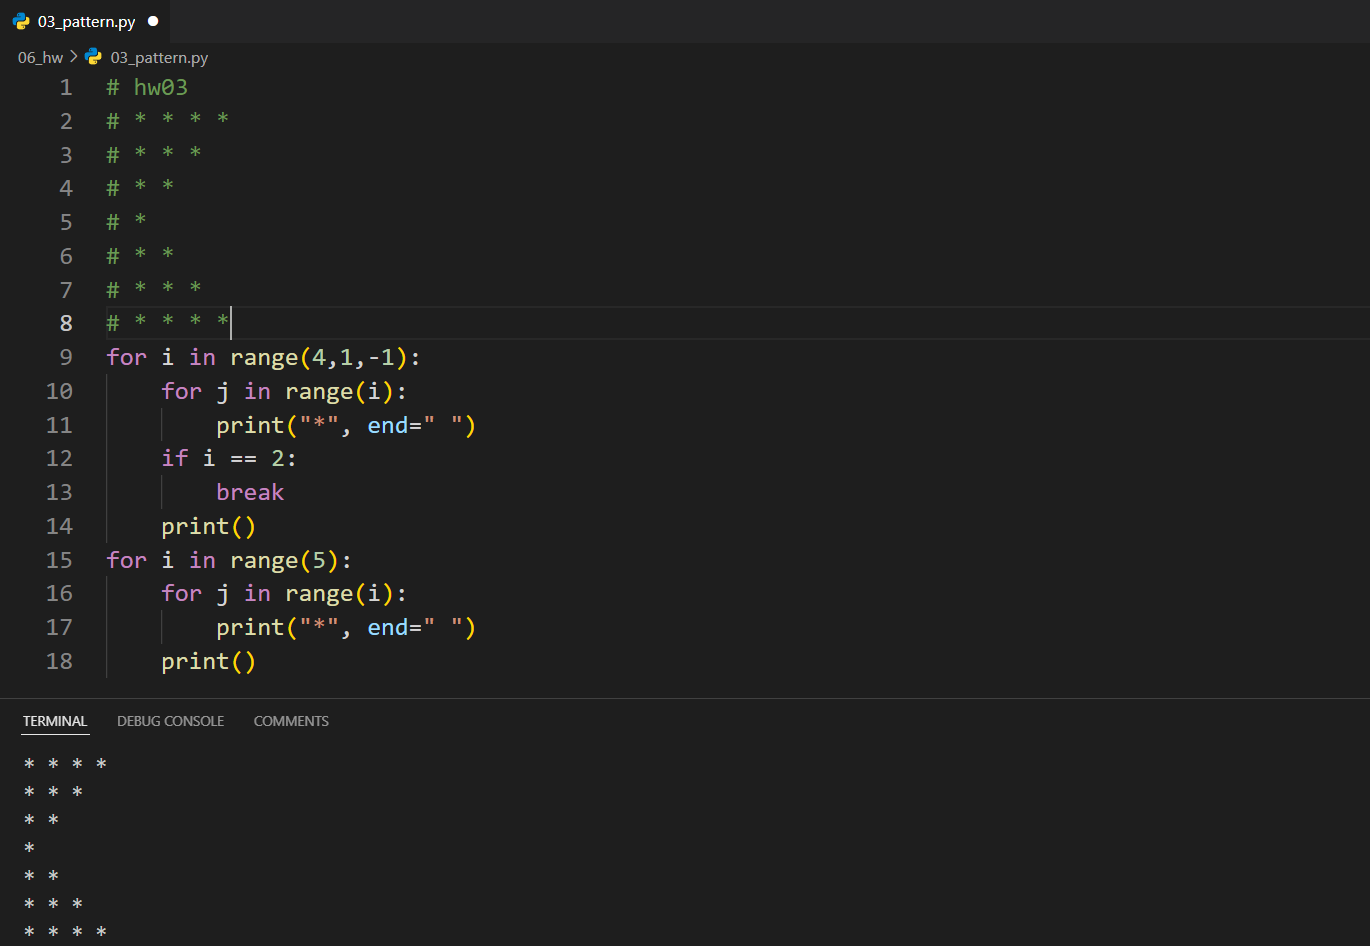 03_pattern.py
06_hw > 03_pattern.py
1 # hw03
2 # * * * *
3 # * * *
4 # * *
5 # *
6 # * *
7 # * * *
8 # * * * *
9 for i in range(4,1,-1):
10     for j in range(i):
11         print("*", end=" ")
12     if i == 2:
13         break
14     print()
15 for i in range(5):
16     for j in range(i):
17         print("*", end=" ")
18     print()
TERMINAL DEBUG CONSOLE COMMENTS
* * * *
* * *
* *
*
* *
* * *
* * * *